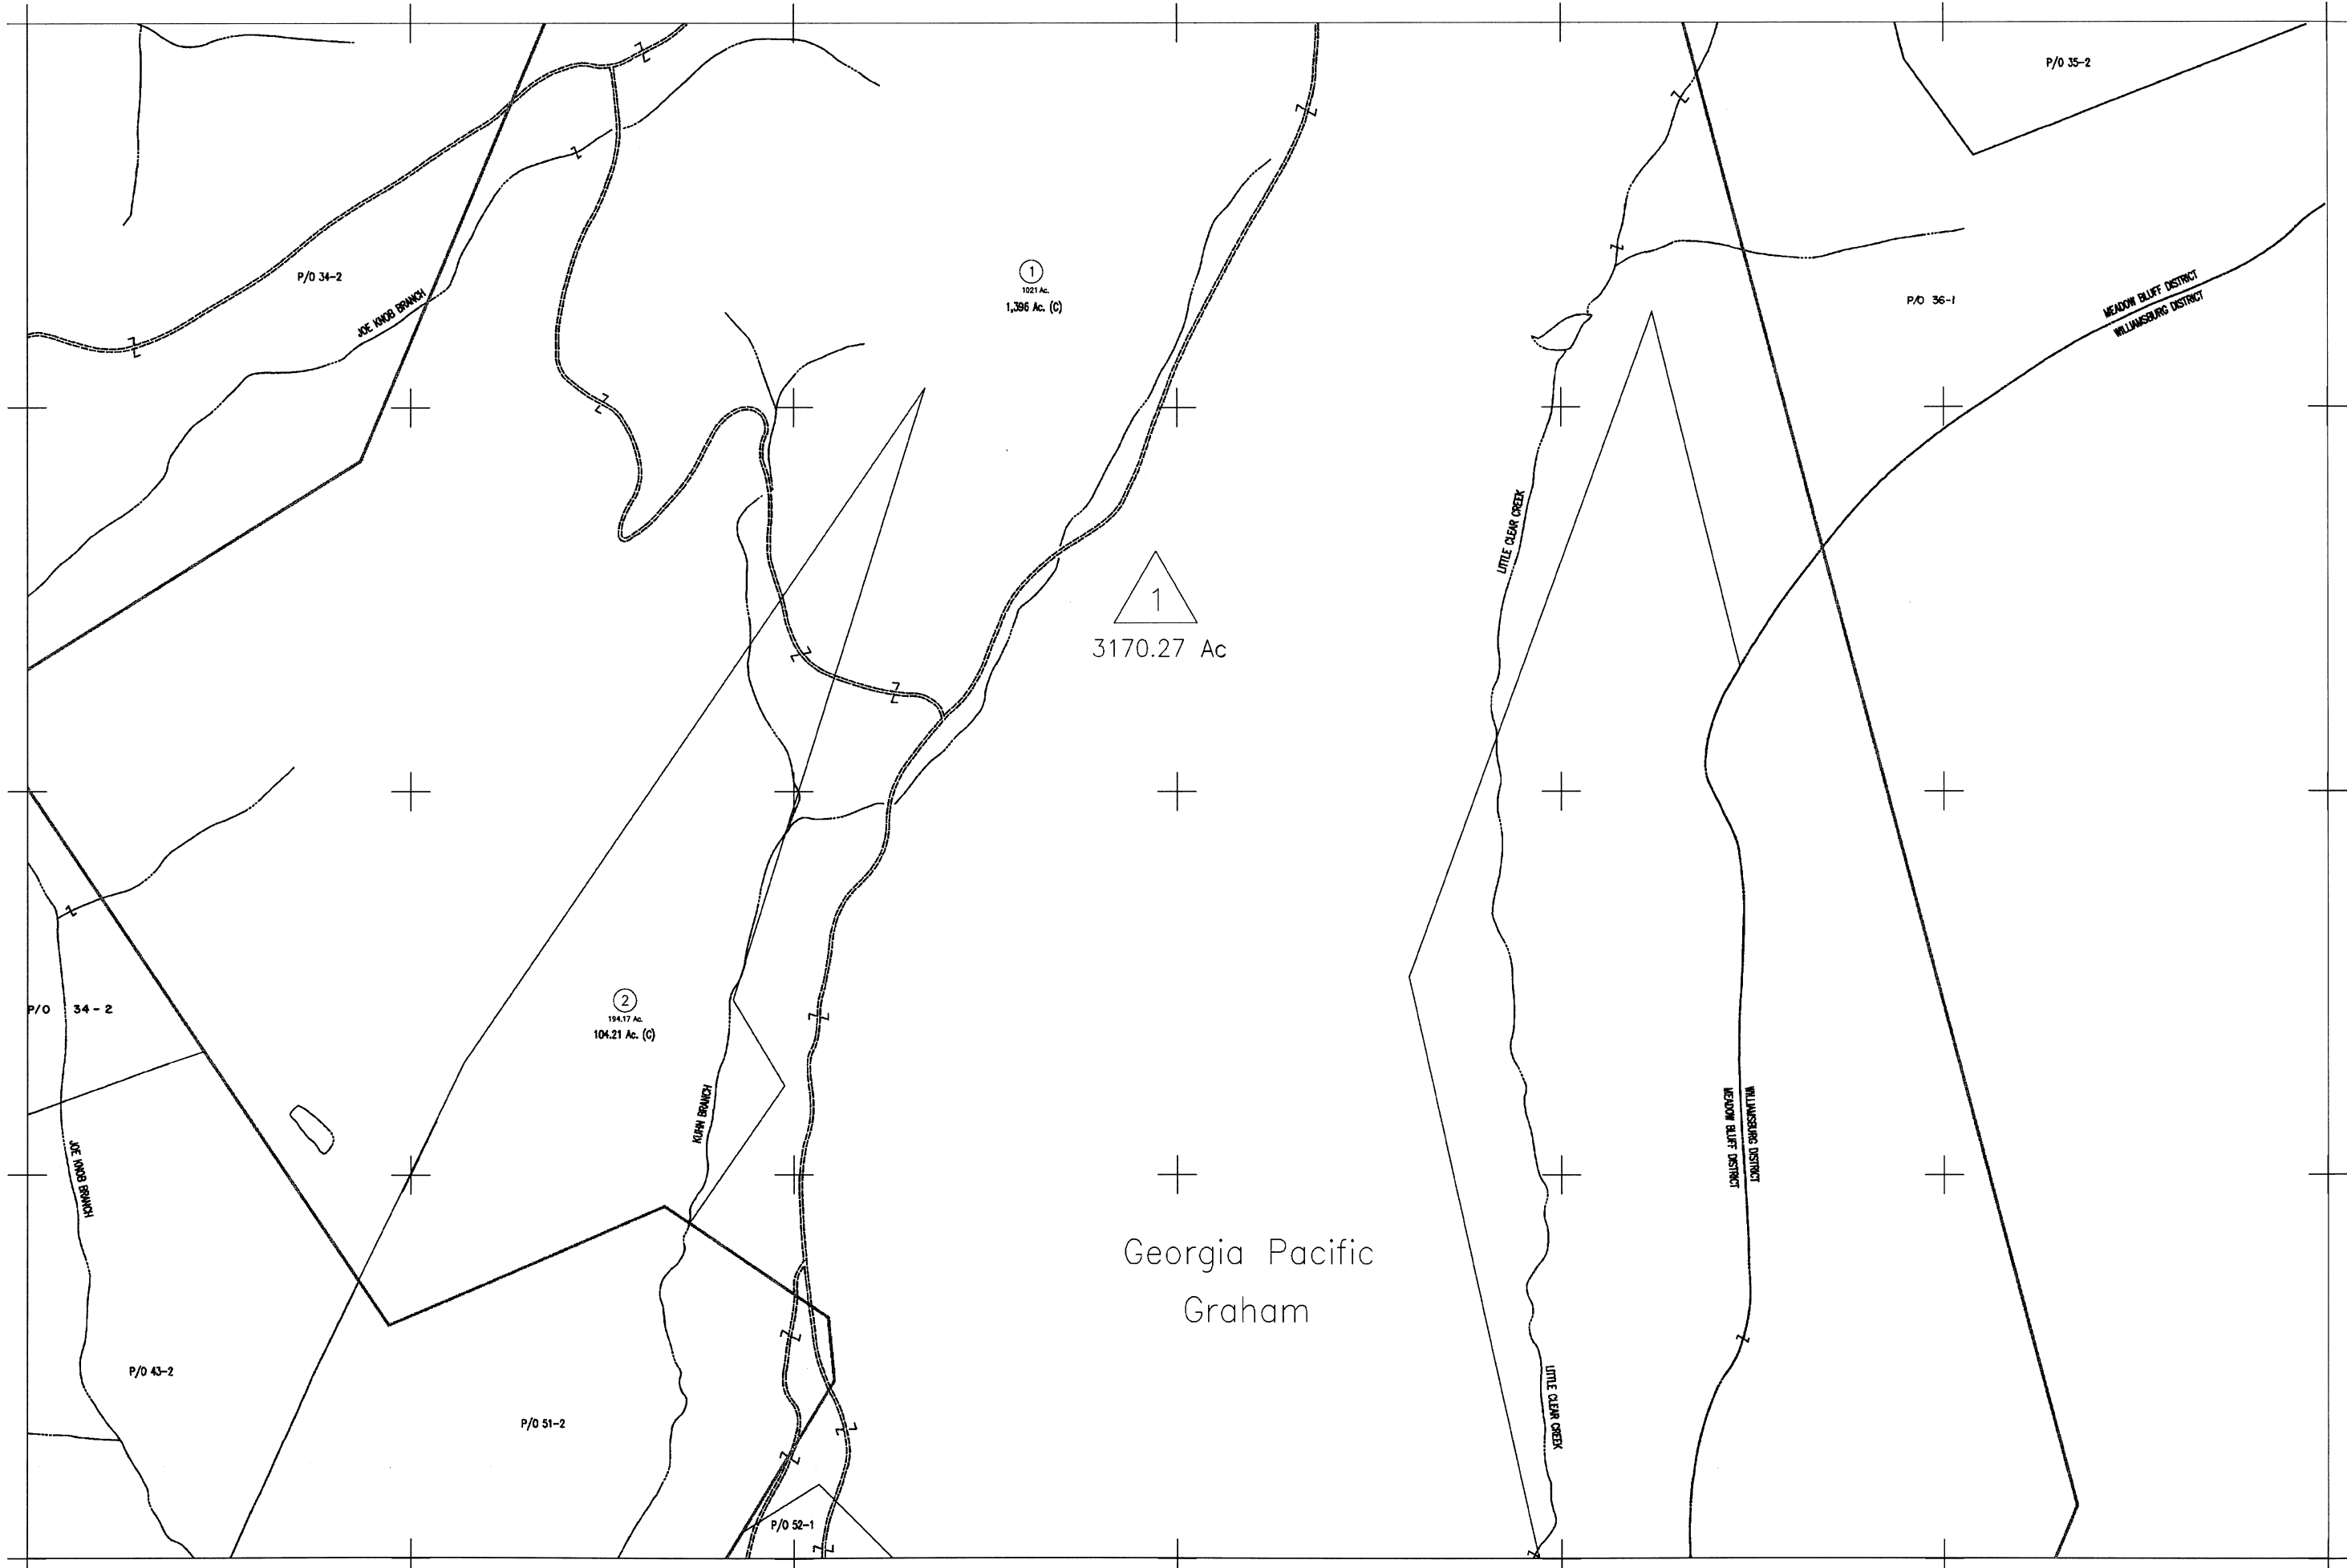 P/O 35-2
P/O 34-2
JOE KNOB BRANCH
1
1021 Ac.
1,396 Ac. (C)
P/O 36-1
MEADOW BLUFF DISTRICT
WILLIAMSBURG DISTRICT
LITTLE CLEAR CREEK
1
3170.27 Ac
P/O 34-2
2
194.17 Ac.
104.21 Ac. (C)
KUHN BRANCH
JOE KNOB BRANCH
WILLIAMSBURG DISTRICT
MEADOW BLUFF DISTRICT
Georgia Pacific
Graham
P/O 43-2
P/O 51-2
LITTLE CLEAR CREEK
P/O 52-1